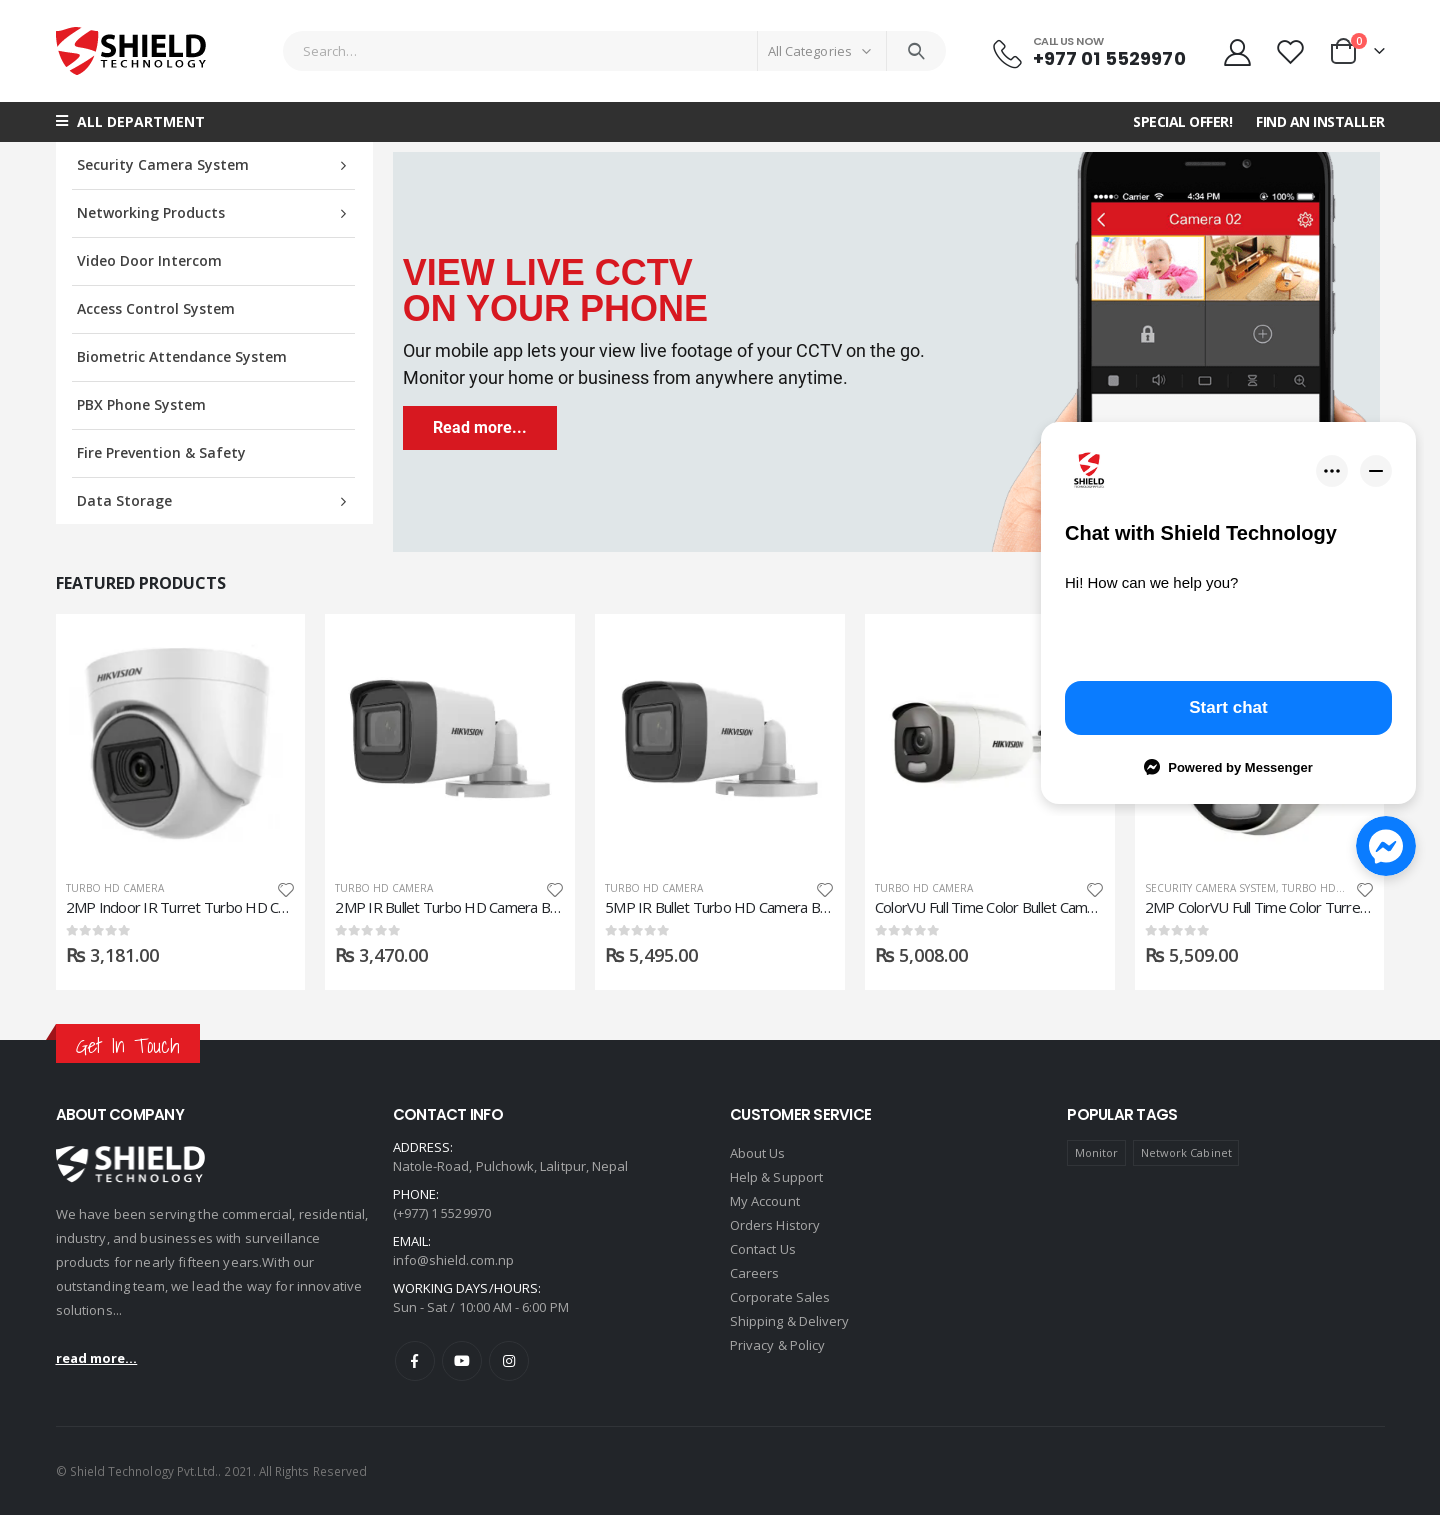 SHIELD
TECHNOLOGY
Search...
All Categories
CALL US NOW
+977 01 5529970
0
ALL DEPARTMENT
SPECIAL OFFER!
FIND AN INSTALLER
Security Camera System
Networking Products
Video Door Intercom
Access Control System
Biometric Attendance System
PBX Phone System
Fire Prevention & Safety
Data Storage
VIEW LIVE CCTV
ON YOUR PHONE
Our mobile app lets your view live footage of your CCTV on the go.
Monitor your home or business from anywhere anytime.
Read more...
Carrier 4:34 PM 100%
Camera 02
SHIELD
Chat with Shield Technology
Hi! How can we help you?
Start chat
Powered by Messenger
FEATURED PRODUCTS
HIKVISION
HIKVISION
HIKVISION
HIKVISION
TURBO HD CAMERA
2MP Indoor IR Turret Turbo HD C...
₨ 3,181.00
TURBO HD CAMERA
2MP IR Bullet Turbo HD Camera B...
₨ 3,470.00
TURBO HD CAMERA
5MP IR Bullet Turbo HD Camera B...
₨ 5,495.00
TURBO HD CAMERA
ColorVU Full Time Color Bullet Cam...
₨ 5,008.00
SECURITY CAMERA SYSTEM, TURBO HD...
2MP ColorVU Full Time Color Turre...
₨ 5,509.00
Get In Touch
ABOUT COMPANY
SHIELD
TECHNOLOGY
We have been serving the commercial, residential,
industry, and businesses with surveillance
products for nearly fifteen years.With our
outstanding team, we lead the way for innovative
solutions...
read more...
CONTACT INFO
ADDRESS:
Natole-Road, Pulchowk, Lalitpur, Nepal
PHONE:
(+977) 1 5529970
EMAIL:
info@shield.com.np
WORKING DAYS/HOURS:
Sun - Sat / 10:00 AM - 6:00 PM
CUSTOMER SERVICE
About Us
Help & Support
My Account
Orders History
Contact Us
Careers
Corporate Sales
Shipping & Delivery
Privacy & Policy
POPULAR TAGS
Monitor
Network Cabinet
© Shield Technology Pvt.Ltd.. 2021. All Rights Reserved